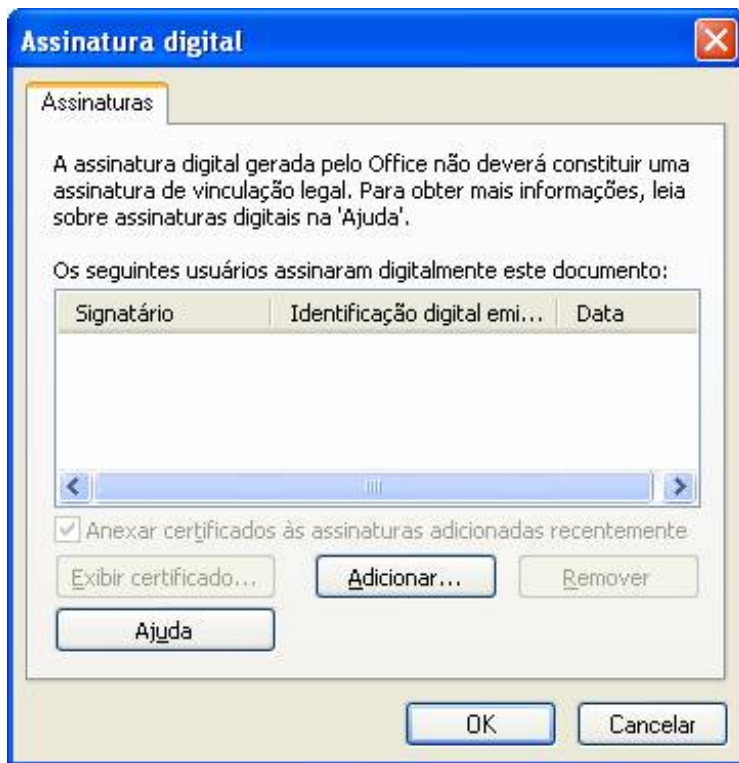 Assinatura digital
Assinaturas
A assinatura digital gerada pelo Office não deverá constituir uma
assinatura de vinculação legal. Para obter mais informações, leia
sobre assinaturas digitais na 'Ajuda'.
Os seguintes usuários assinaram digitalmente este documento:
Signatário Identificação digital emi... Data
Anexar certificados às assinaturas adicionadas recentemente
Exibir certificado... Adicionar... Remover
Ajuda
OK Cancelar